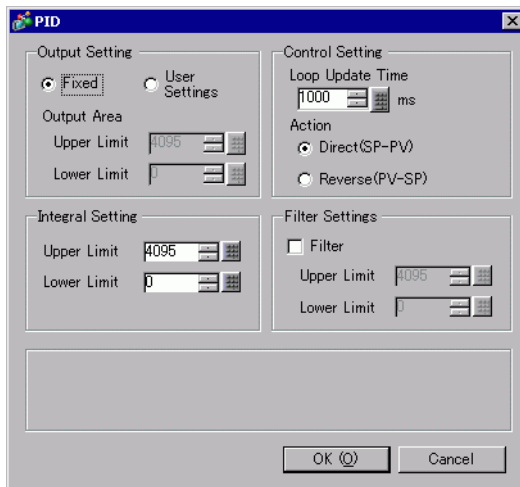 PID
Output Setting
Fixed
User Settings
Output Area
Upper Limit 4095
Lower Limit 0
Control Setting
Loop Update Time
1000 ms
Action
Direct(SP-PV)
Reverse(PV-SP)
Integral Setting
Upper Limit 4095
Lower Limit 0
Filter Settings
Filter
Upper Limit 4095
Lower Limit 0
OK (O) Cancel